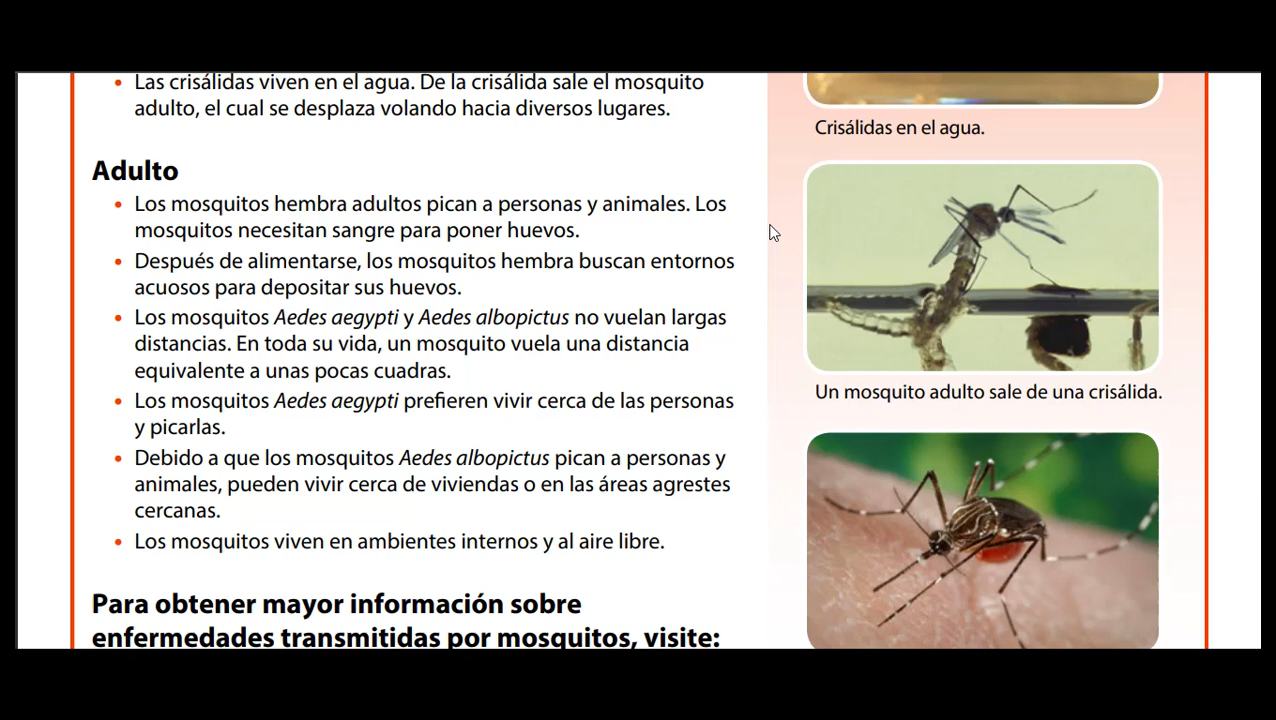 • Las crisálidas viven en el agua. De la crisálida sale el mosquito
adulto, el cual se desplaza volando hacia diversos lugares.
Adulto
• Los mosquitos hembra adultos pican a personas y animales. Los
mosquitos necesitan sangre para poner huevos.
• Después de alimentarse, los mosquitos hembra buscan entornos
acuosos para depositar sus huevos.
• Los mosquitos Aedes aegypti y Aedes albopictus no vuelan largas
distancias. En toda su vida, un mosquito vuela una distancia
equivalente a unas pocas cuadras.
• Los mosquitos Aedes aegypti prefieren vivir cerca de las personas
y picarlas.
• Debido a que los mosquitos Aedes albopictus pican a personas y
animales, pueden vivir cerca de viviendas o en las áreas agrestes
cercanas.
• Los mosquitos viven en ambientes internos y al aire libre.
Para obtener mayor información sobre
enfermedades transmitidas por mosquitos, visite:
Crisálidas en el agua.
Un mosquito adulto sale de una crisálida.